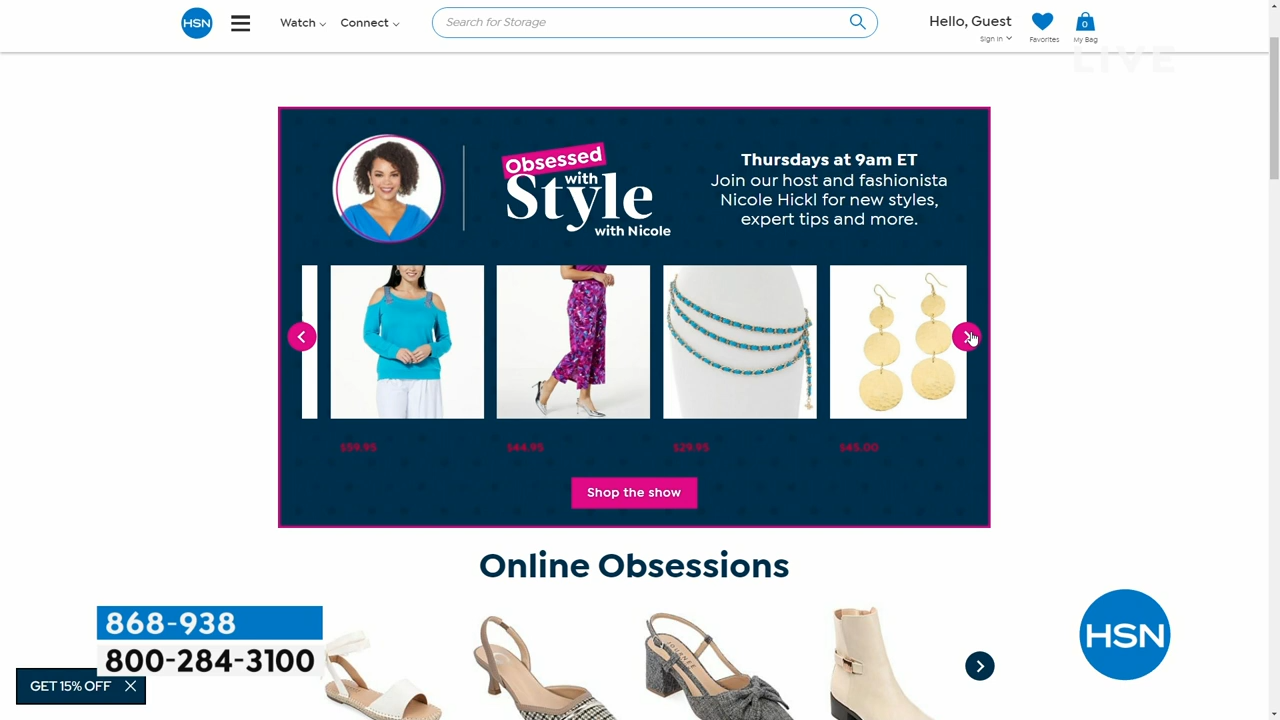 HSN
Watch
Connect
Search for Storage
Hello, Guest
Sign In
Favorites
0
My Bag
LIVE
Obsessed
with
Style
with Nicole
Thursdays at 9am ET
Join our host and fashionista
Nicole Hickl for new styles,
expert tips and more.
$59.95
$44.95
$29.95
$45.00
Shop the show
Online Obsessions
868-938
800-284-3100
GET 15% OFF
HSN